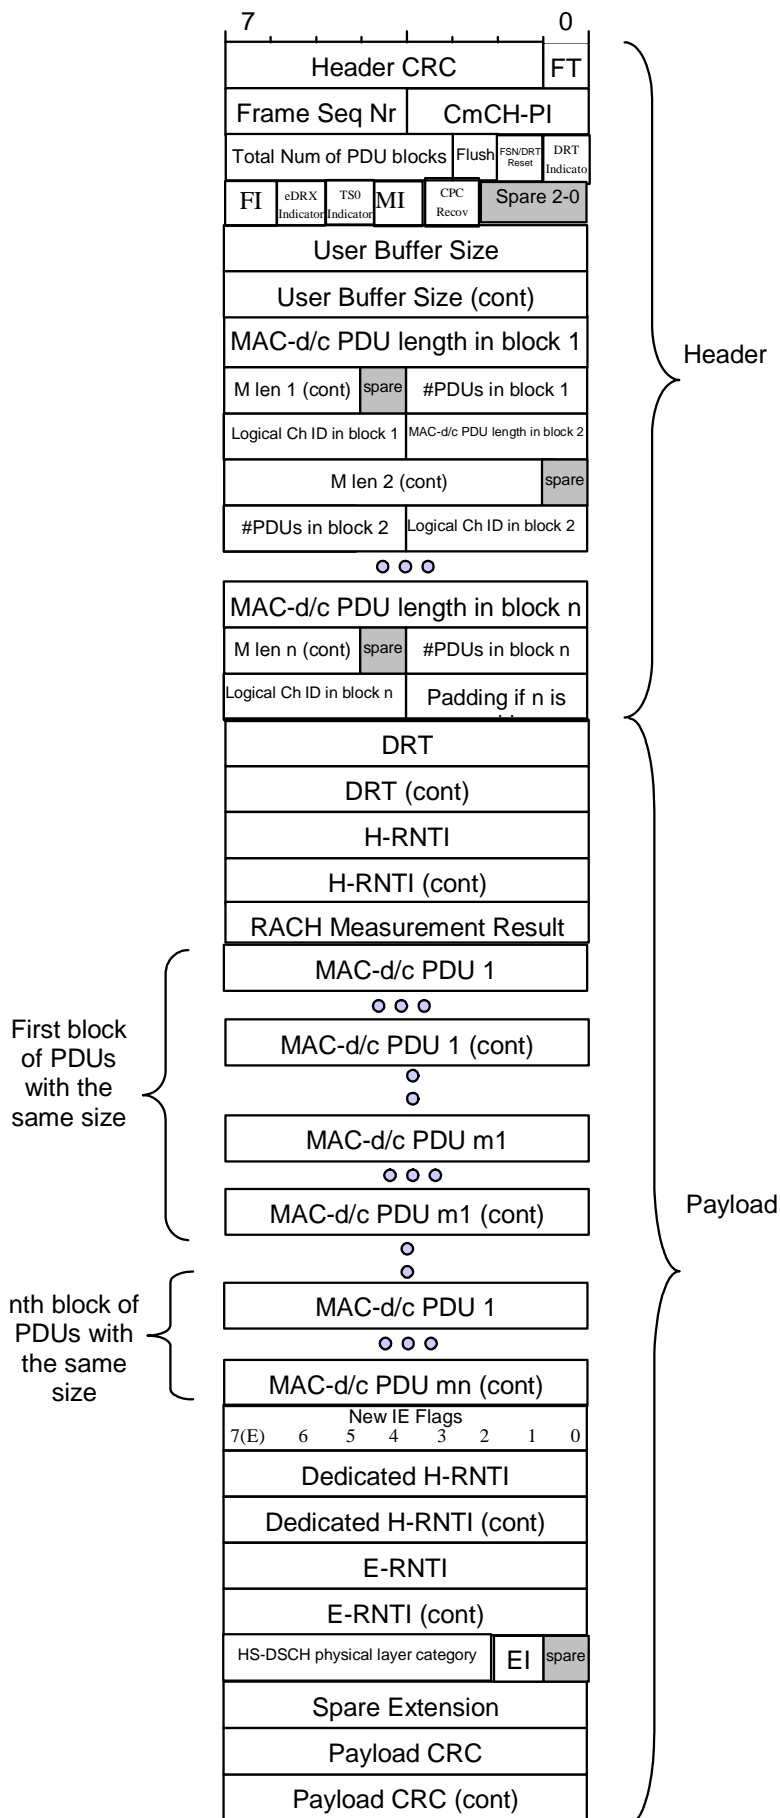 7 0
Header CRC FT
Frame Seq Nr CmCH-PI
Total Num of PDU blocks Flush FSN/DRT Reset DRT Indicato
FI eDRX Indicator TS0 Indicator MI CPC Recov Spare 2-0
User Buffer Size
User Buffer Size (cont)
MAC-d/c PDU length in block 1
Header
M len 1 (cont) spare #PDUs in block 1
Logical Ch ID in block 1 MAC-d/c PDU length in block 2
M len 2 (cont) spare
#PDUs in block 2 Logical Ch ID in block 2
MAC-d/c PDU length in block n
M len n (cont) spare #PDUs in block n
Logical Ch ID in block n Padding if n is
DRT
DRT (cont)
H-RNTI
H-RNTI (cont)
RACH Measurement Result
MAC-d/c PDU 1
First block
of PDUs
with the
same size
MAC-d/c PDU 1 (cont)
MAC-d/c PDU m1
MAC-d/c PDU m1 (cont)
Payload
nth block of
PDUs with
the same
size
MAC-d/c PDU 1
MAC-d/c PDU mn (cont)
New IE Flags
7(E) 6 5 4 3 2 1 0
Dedicated H-RNTI
Dedicated H-RNTI (cont)
E-RNTI
E-RNTI (cont)
HS-DSCH physical layer category EI spare
Spare Extension
Payload CRC
Payload CRC (cont)